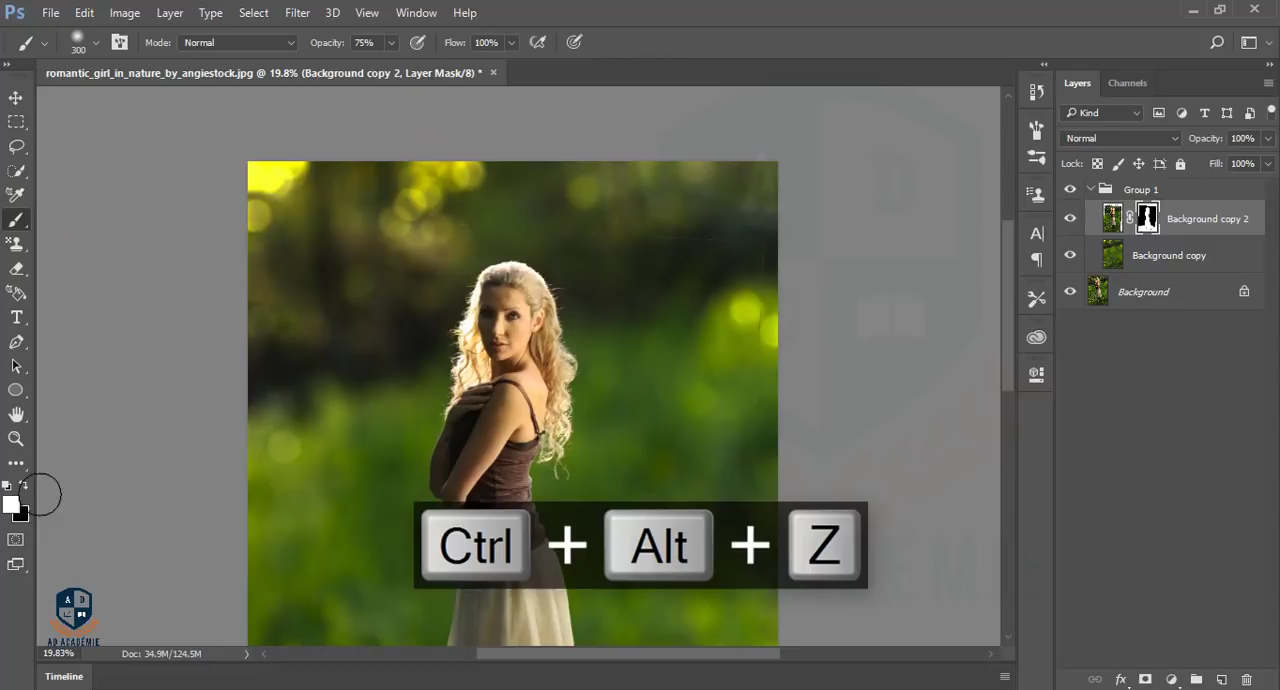 Ps File Edit Image Layer Type Select Filter 3D View Window Help
300 Mode: Normal Opacity: 75% Flow: 100%
romantic_girl_in_nature_by_angiestock.jpg @ 19.8% (Background copy 2, Layer Mask/8) *
Layers Channels
Kind
Normal Opacity: 100%
Lock: Fill: 100%
Group 1
Background copy 2
Background copy
Background
Ctrl + Alt + Z
A D
AD ACADÉMIE
19.83% Doc: 34.9M/124.5M
Timeline